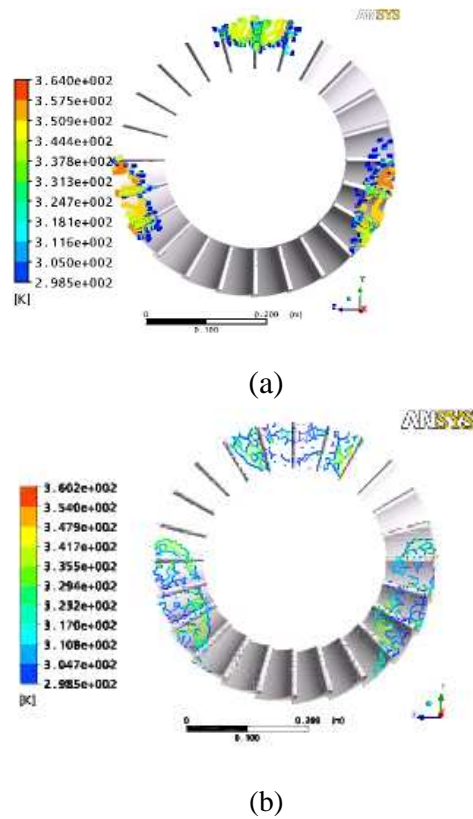 ANSYS
3.640e+002
3.575e+002
3.509e+002
3.444e+002
3.378e+002
3.313e+002
3.247e+002
3.181e+002
3.116e+002
3.050e+002
2.985e+002
[K]
0 0.200 (m)
0.100
Y
Z X
(a)
ANSYS
3.602e+002
3.540e+002
3.479e+002
3.417e+002
3.355e+002
3.294e+002
3.232e+002
3.170e+002
3.108e+002
3.047e+002
2.985e+002
[K]
0 0.200 (m)
0.100
(b)